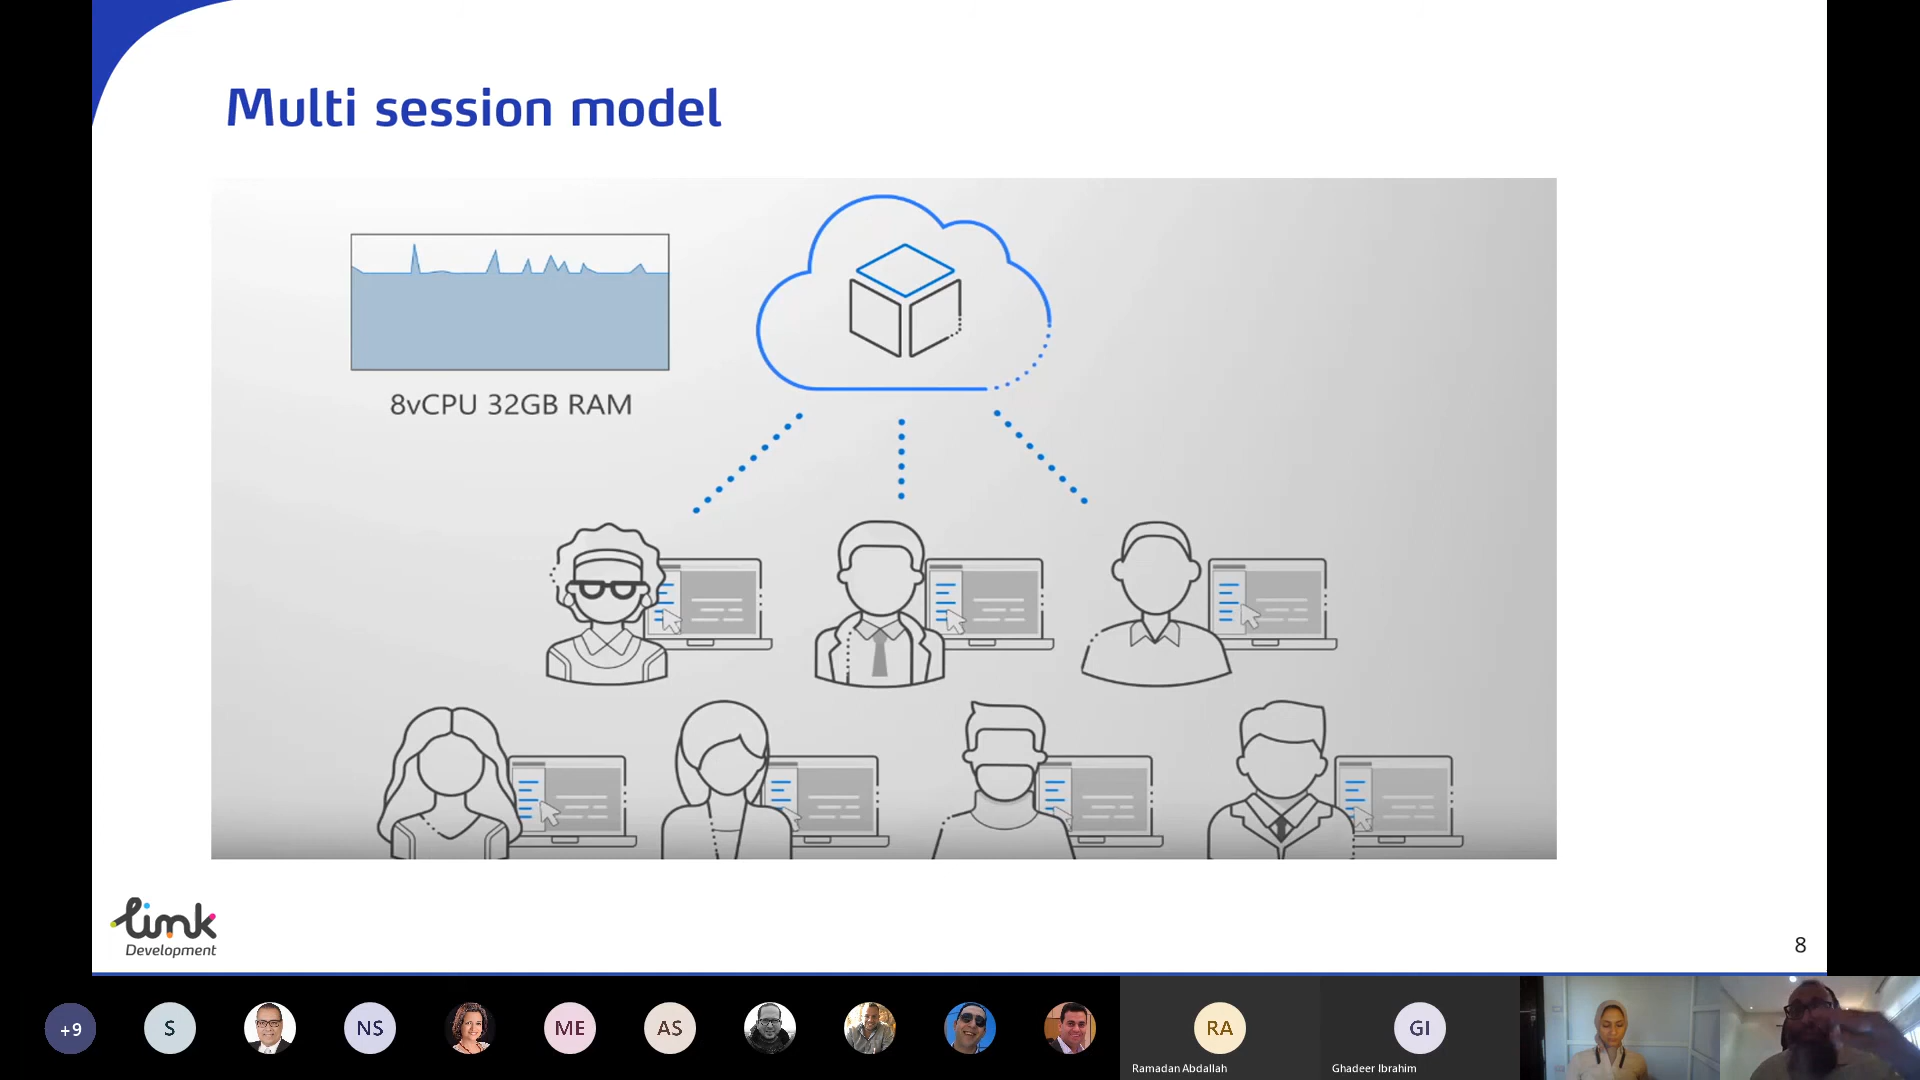 Multi session model
8vCPU 32GB RAM
link
Development
8
+9
S
NS
ME
AS
RA
GI
Ramadan Abdallah
Ghadeer Ibrahim